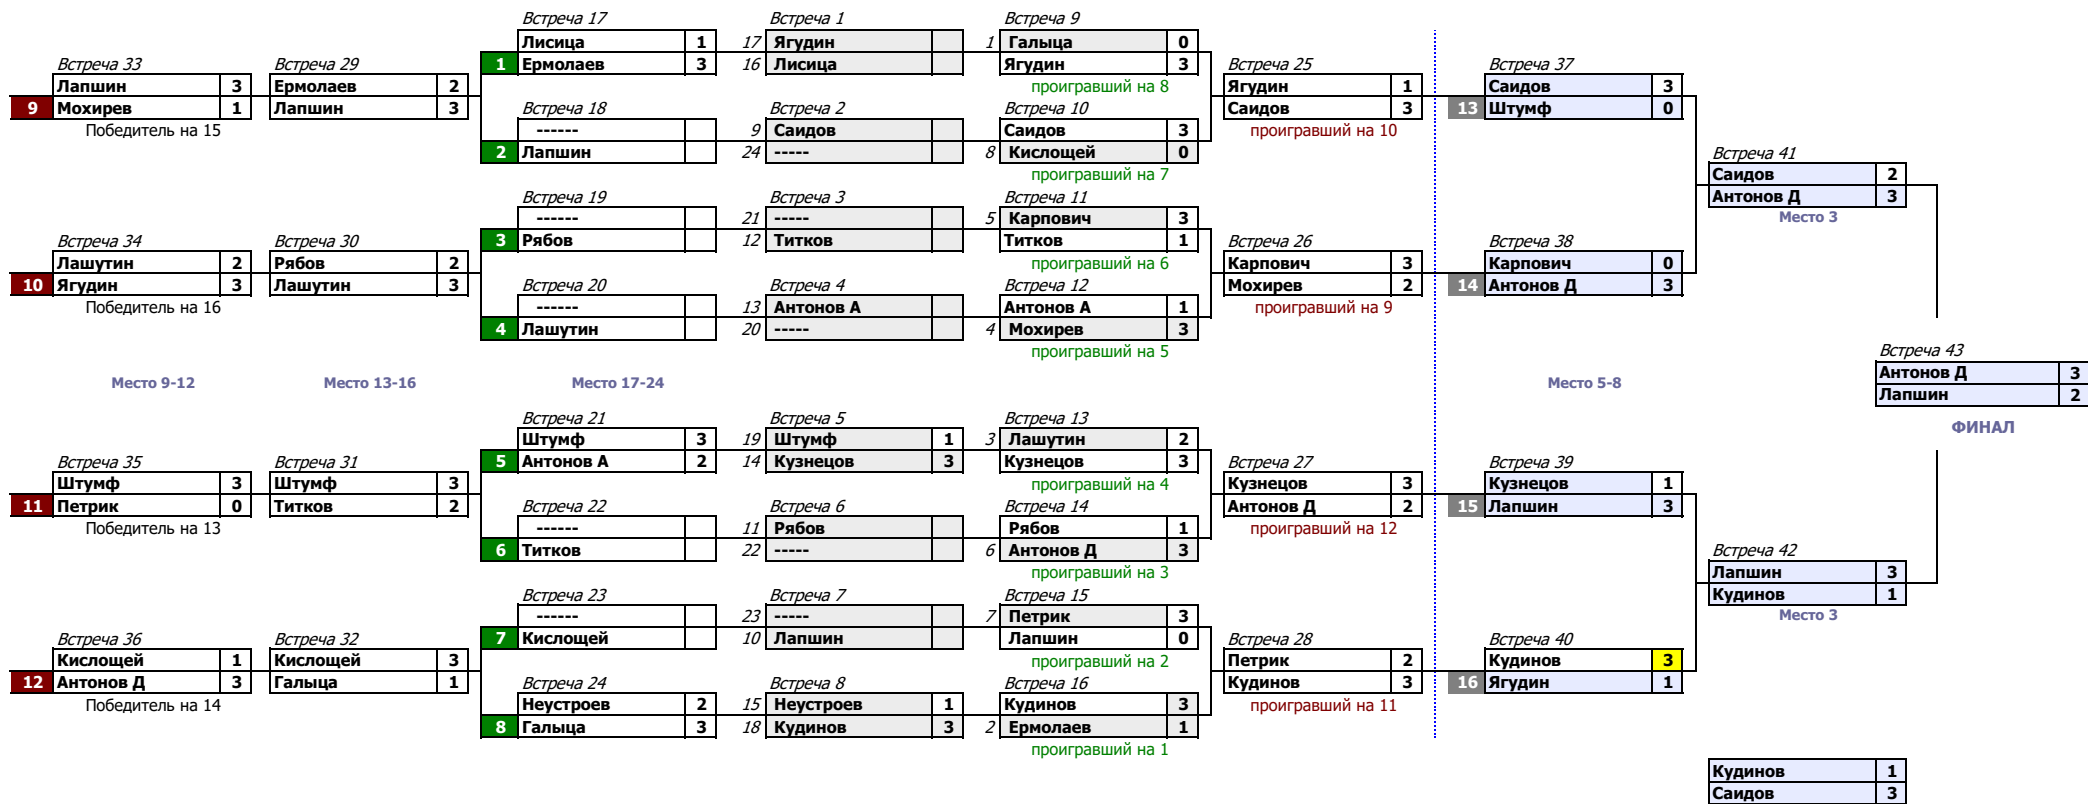 Встреча 17 Встреча 1 Встреча 9
Лисица 1 17 Ягудин 1 Галыца 0
Встреча 33 Встреча 29 1 Ермолаев 3 16 Лисица Ягудин 3 Встреча 25 Встреча 37
Лапшин 3 Ермолаев 2 проигравший на 8 Ягудин 1 Саидов 3
9 Мохирев 1 Лапшин 3 Встреча 18 Встреча 2 Встреча 10 Саидов 3 13 Штумф 0
Победитель на 15 ------ 9 Саидов Саидов 3 проигравший на 10
2 Лапшин 24 ----- 8 Кислощей 0 Встреча 41
проигравший на 7 Саидов 2
Встреча 19 Встреча 3 Встреча 11 Антонов Д 3
------ 21 ----- 5 Карпович 3 Место 3
Встреча 34 Встреча 30 3 Рябов 12 Титков Титков 1 Встреча 26 Встреча 38
Лашутин 2 Рябов 2 проигравший на 6 Карпович 3 Карпович 0
10 Ягудин 3 Лашутин 3 Встреча 20 Встреча 4 Встреча 12 Мохирев 2 14 Антонов Д 3
Победитель на 16 ------ 13 Антонов А Антонов А 1 проигравший на 9
4 Лашутин 20 ----- 4 Мохирев 3
проигравший на 5 Встреча 43
Антонов Д 3
Место 9-12 Место 13-16 Место 17-24 Место 5-8
Лапшин 2
Встреча 21 Встреча 5 Встреча 13
ФИНАЛ
Штумф 3 19 Штумф 1 3 Лашутин 2
Встреча 35 Встреча 31 5 Антонов А 2 14 Кузнецов 3 Кузнецов 3 Встреча 27 Встреча 39
Штумф 3 Штумф 3 проигравший на 4 Кузнецов 3 Кузнецов 1
11 Петрик 0 Титков 2 Встреча 22 Встреча 6 Встреча 14 Антонов Д 2 15 Лапшин 3
Победитель на 13 ------ 11 Рябов Рябов 1 проигравший на 12
6 Титков 22 ----- 6 Антонов Д 3 Встреча 42
проигравший на 3 Лапшин 3
Встреча 23 Встреча 7 Встреча 15 Кудинов 1
------ 23 ----- 7 Петрик 3 Место 3
Встреча 36 Встреча 32 7 Кислощей 10 Лапшин Лапшин 0 Встреча 28 Встреча 40
Кислощей 1 Кислощей 3 проигравший на 2 Петрик 2 Кудинов 3
12 Антонов Д 3 Галыца 1 Встреча 24 Встреча 8 Встреча 16 Кудинов 3 16 Ягудин 1
Победитель на 14 Неустроев 2 15 Неустроев 1 Кудинов 3 проигравший на 11
8 Галыца 3 18 Кудинов 3 2 Ермолаев 1
проигравший на 1
Кудинов 1
Саидов 3